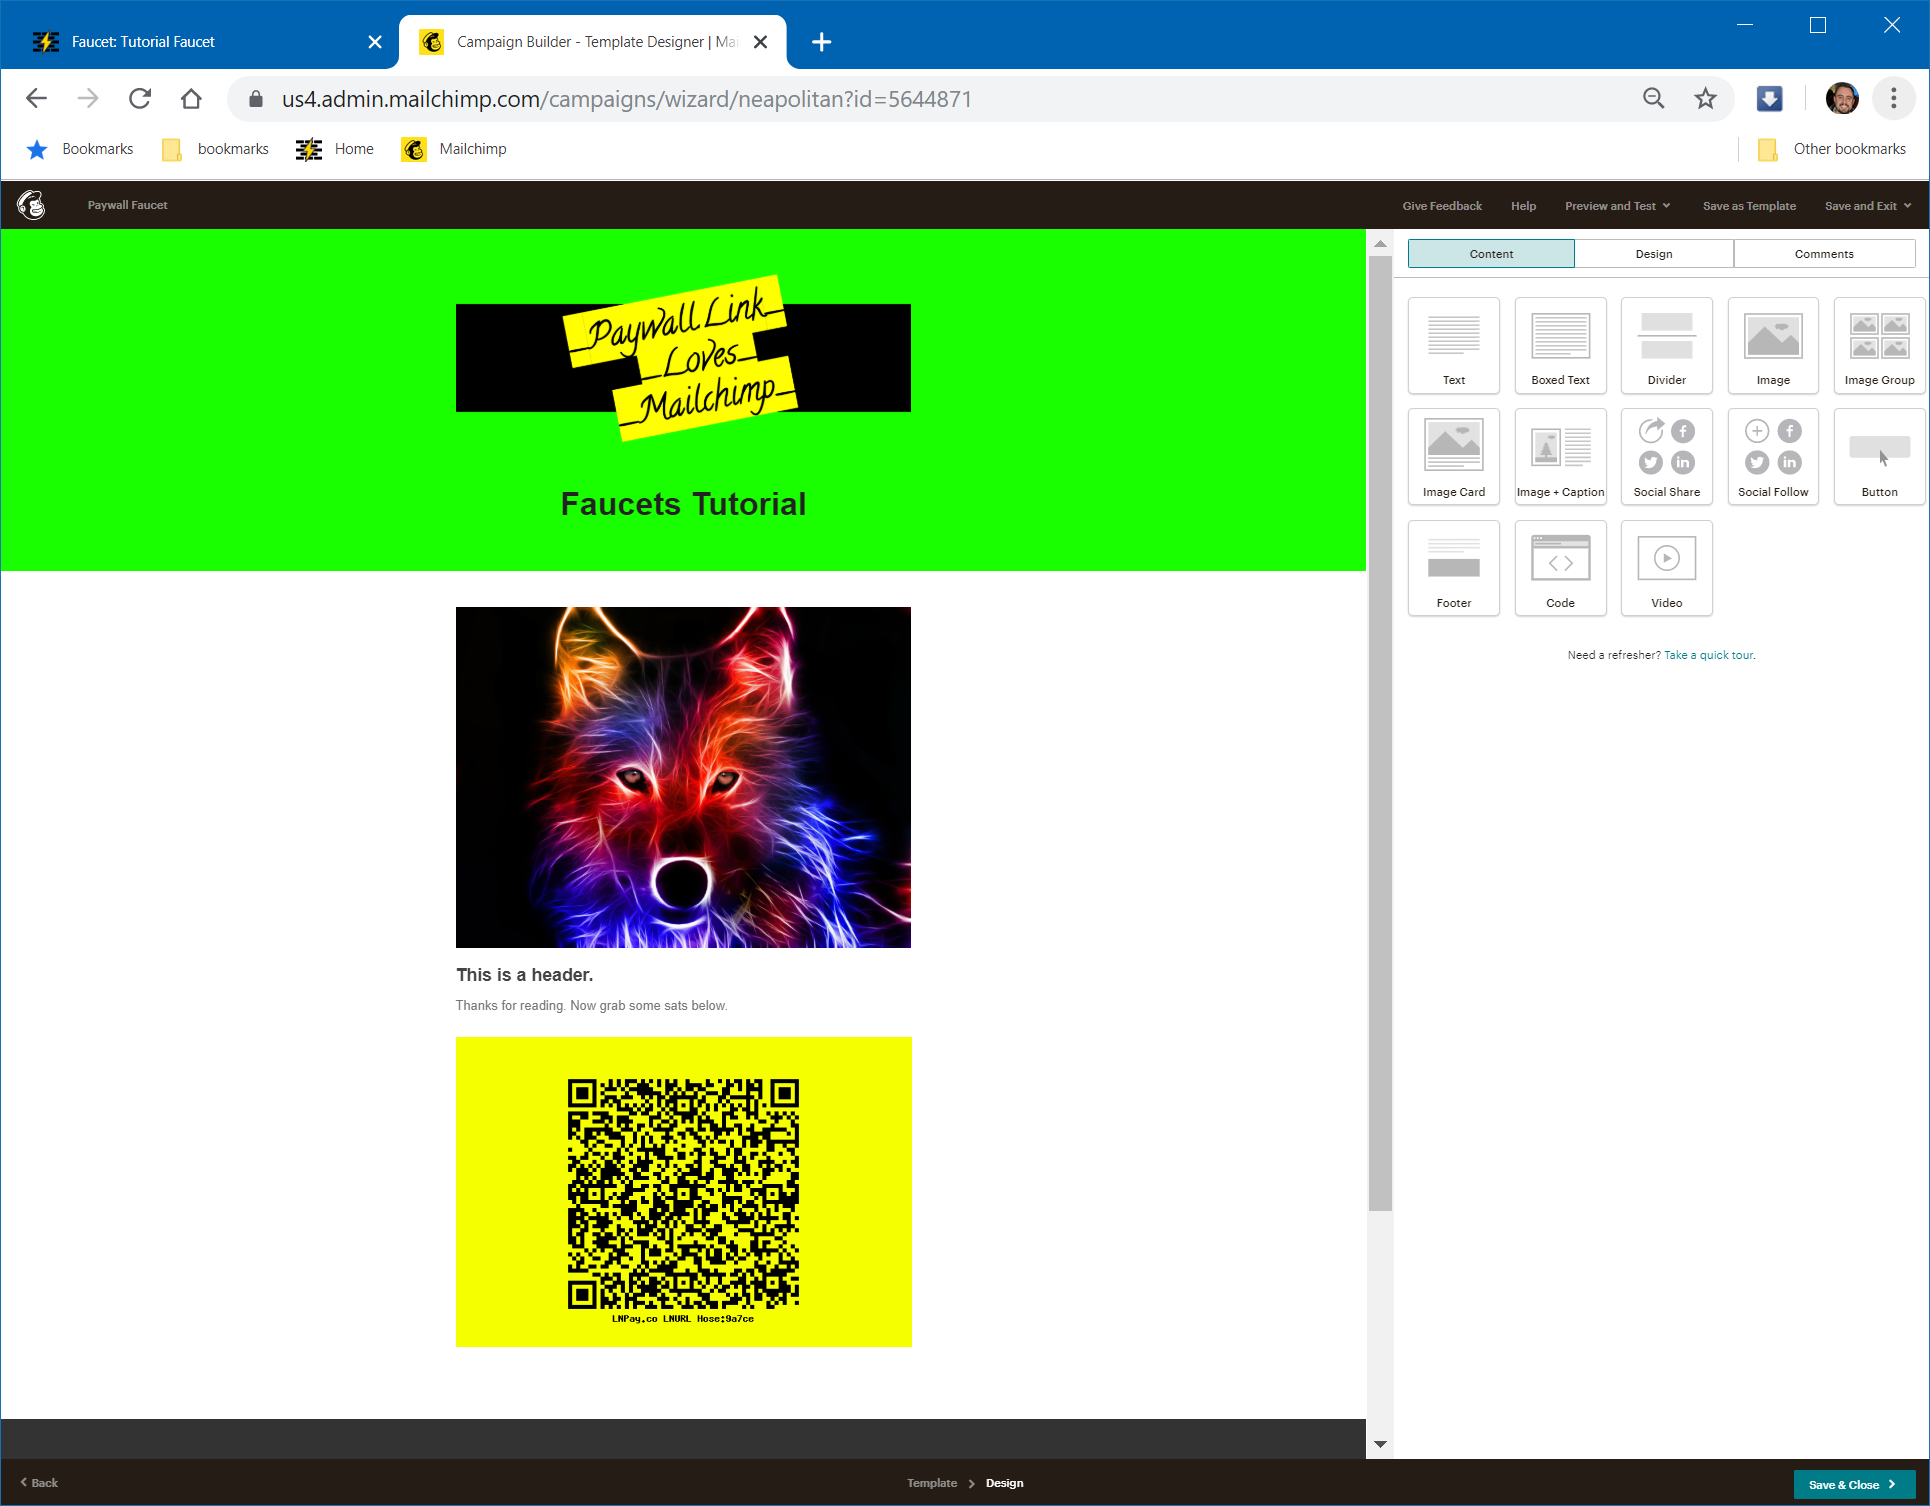 Faucet: Tutorial Faucet
Campaign Builder - Template Designer | Mai
us4.admin.mailchimp.com/campaigns/wizard/neapolitan?id=5644871
Bookmarks
bookmarks
Home
Mailchimp
Other bookmarks
Paywall Faucet
Give Feedback
Help
Preview and Test
Save as Template
Save and Exit
Paywall Link
Loves
Mailchimp
Faucets Tutorial
This is a header.
Thanks for reading. Now grab some sats below.
LNPay.co LNURL Hose:9a7ce
Content
Design
Comments
Text
Boxed Text
Divider
Image
Image Group
Image Card
Image + Caption
Social Share
Social Follow
Button
Footer
Code
Video
Need a refresher? Take a quick tour.
Back
Template
Design
Save & Close